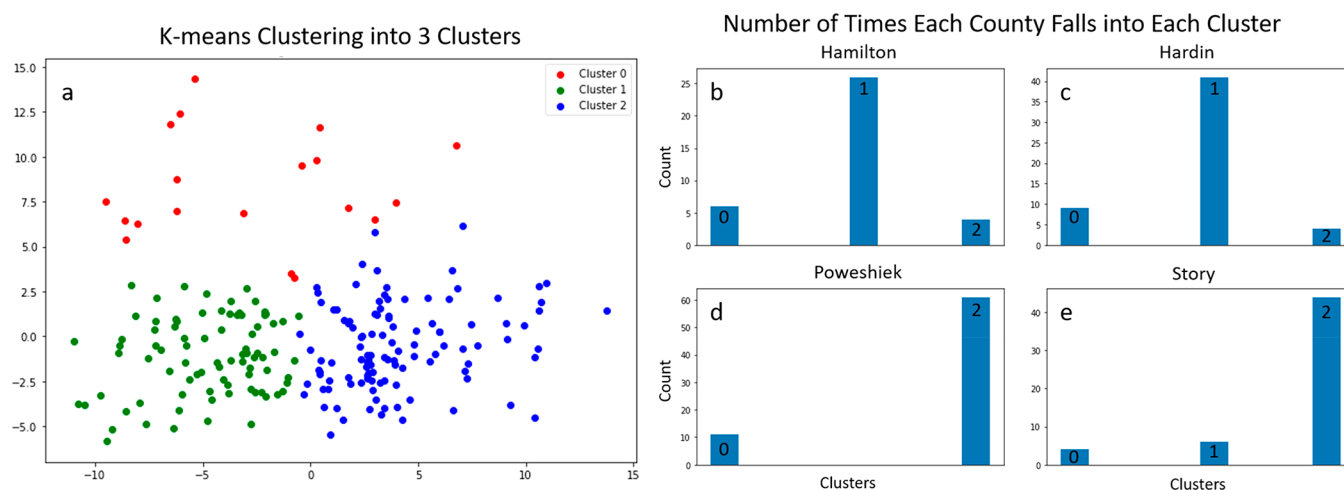 K-means Clustering into 3 Clusters
a
Cluster 0
Cluster 1
Cluster 2
15.0
12.5
10.0
7.5
5.0
2.5
0.0
−2.5
−5.0
−10
−5
0
5
10
15
Number of Times Each County Falls into Each Cluster
Hamilton
b
Count
25
20
15
10
5
0
0
1
2
Hardin
c
40
35
30
25
20
15
10
5
0
0
1
2
Poweshiek
d
Count
60
50
40
30
20
10
0
0
2
Clusters
Story
e
40
30
20
10
0
0
1
2
Clusters